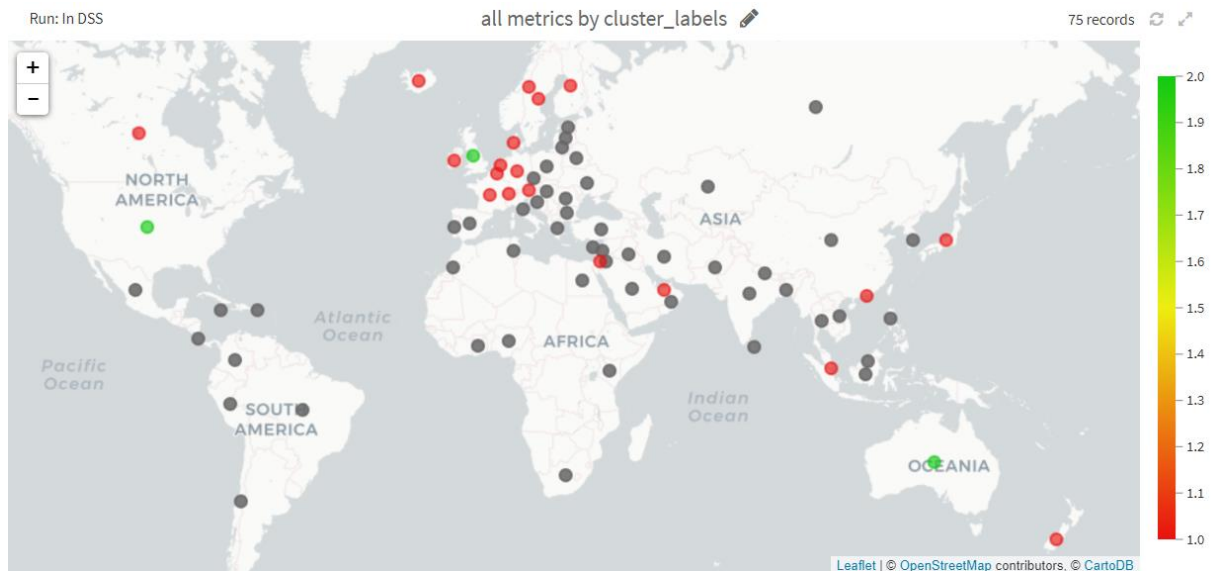 Run: In DSS
all metrics by cluster_labels
75 records
+
−
NORTH
AMERICA
ASIA
Atlantic
Ocean
AFRICA
Pacific
Ocean
Indian
Ocean
SOUTH
AMERICA
OCEANIA
2.0
1.9
1.8
1.7
1.6
1.5
1.4
1.3
1.2
1.1
1.0
Leaflet | © OpenStreetMap contributors, © CartoDB